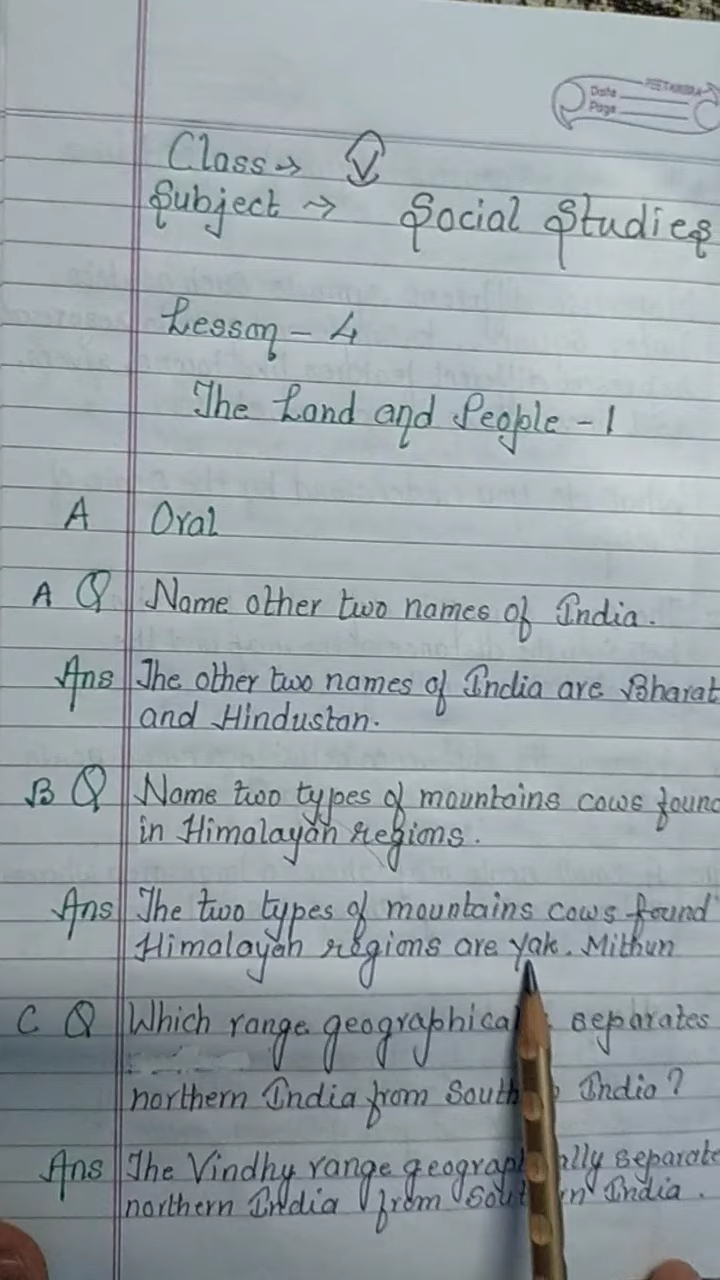 Date
Page
Class → V
Subject → Social Studies
Lesson - 4
The Land and People - 1
A Oral
A Q Name other two names of India.
Ans The other two names of India are Bharat
and Hindustan.
B Q Name two types of mountains cows found
in Himalayan regions.
Ans The two types of mountains cows found
Himalayan regions are yak. Mithun
C Q Which range geographica separates
northern India from South India?
Ans The Vindhy range geographically separate
northern India from Southern India.